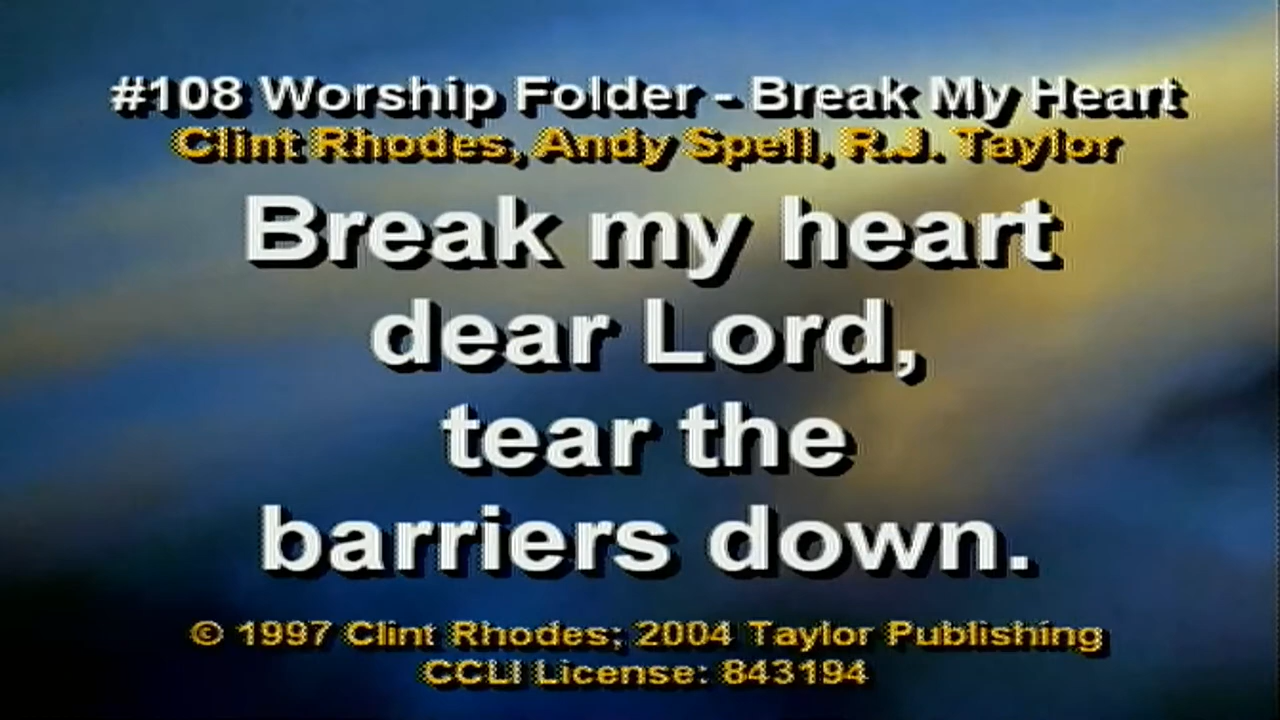 #108 Worship Folder - Break My Heart
Clint Rhodes, Andy Spell, R.J. Taylor
Break my heart
dear Lord,
tear the
barriers down.
© 1997 Clint Rhodes; 2004 Taylor Publishing
CCLI License: 843194